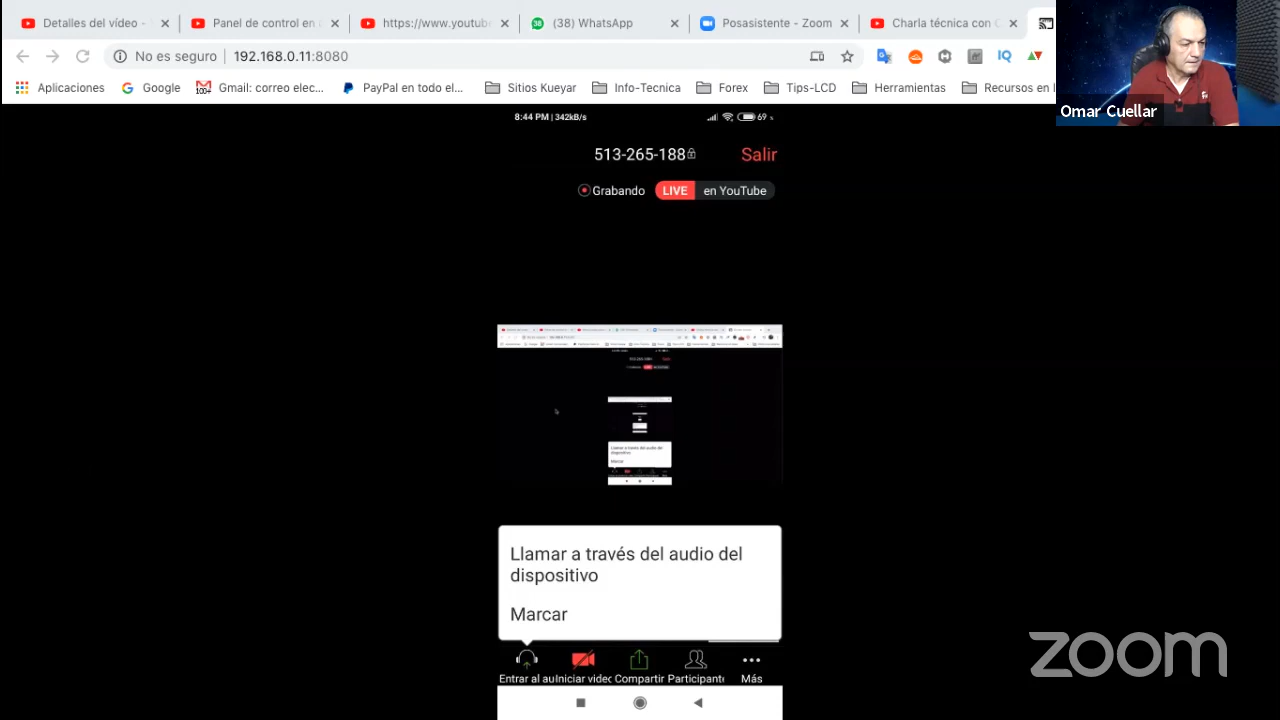 Detalles del vídeo -
Panel de control en
https://www.youtub
(38) WhatsApp
Posasistente - Zoom
Charla técnica con
No es seguro
192.168.0.11:8080
Aplicaciones
Google
Gmail: correo elec...
PayPal en todo el...
Sitios Kueyar
Info-Tecnica
Forex
Tips-LCD
Herramientas
Recursos en
IQ
Omar Cuellar
8:44 PM | 342kB/s
69
513-265-188
Salir
Grabando
LIVE
en YouTube
Llamar a través del audio del
dispositivo
Marcar
Entrar al au
Iniciar video
Compartir
Participant
Más
zoom